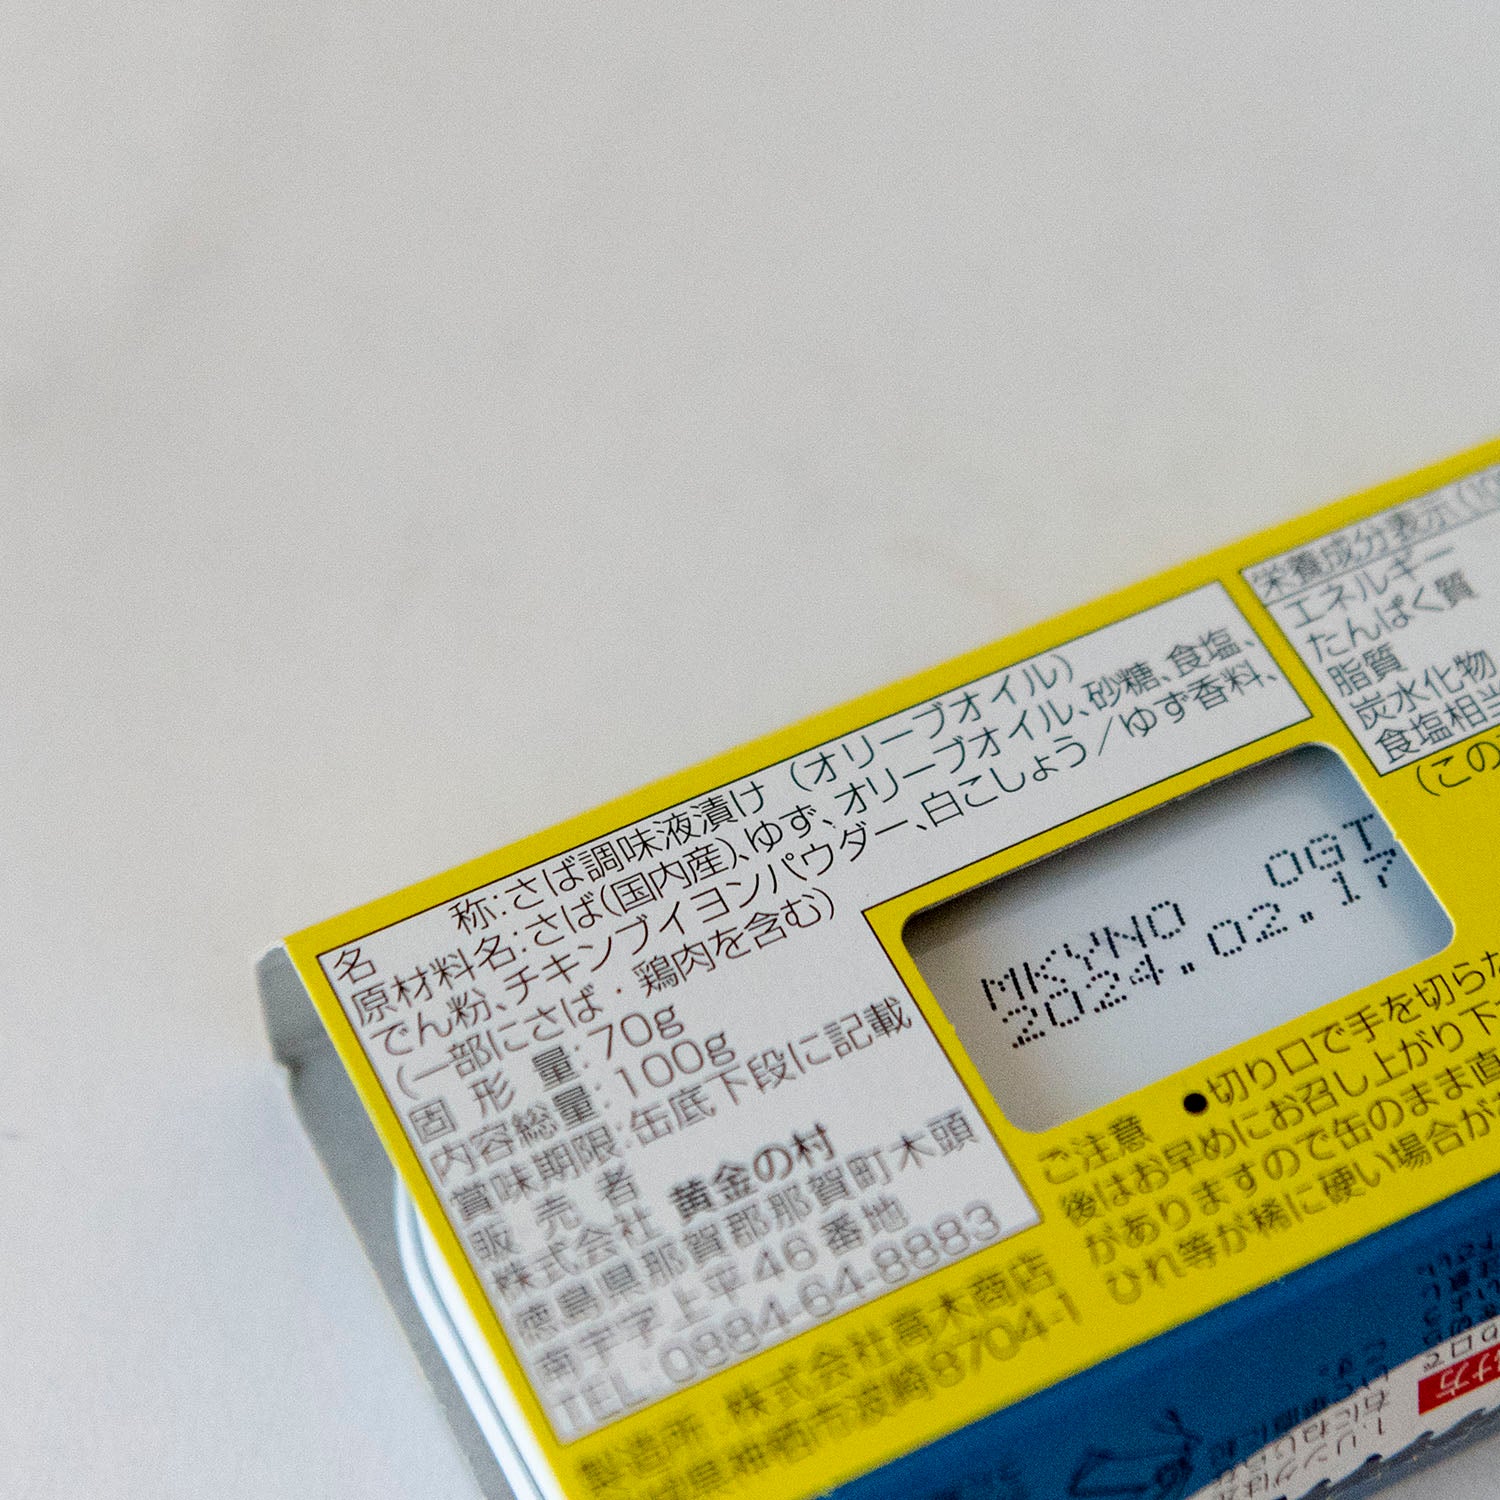 名　　称：さば調味液漬け（オリーブオイル）
原材料名：さば（国内産）、ゆず、オリーブオイル、砂糖、食塩、
でん粉、チキンブイヨンパウダー、白こしょう／ゆず香料、
（一部にさば・鶏肉を含む）
固　形　量：70g
内容総量：100g
賞味期限：缶底下段に記載
販　売　者
株式会社　黄金の村
徳島県那賀郡那賀町木頭
南宇字上平46番地
TEL 0884-64-8883
製造所　株式会社髙木商店
県神栖市波崎8704-1
MKYNO　OGT
2024.02.17
ご注意　●切り口で手を切らな
後はお早めにお召し上がり下
がありますので缶のまま直
ひれ等が稀に硬い場合が
栄養成分表示（10
エネルギー
たんぱく質
脂質
炭水化物
食塩相当
（この